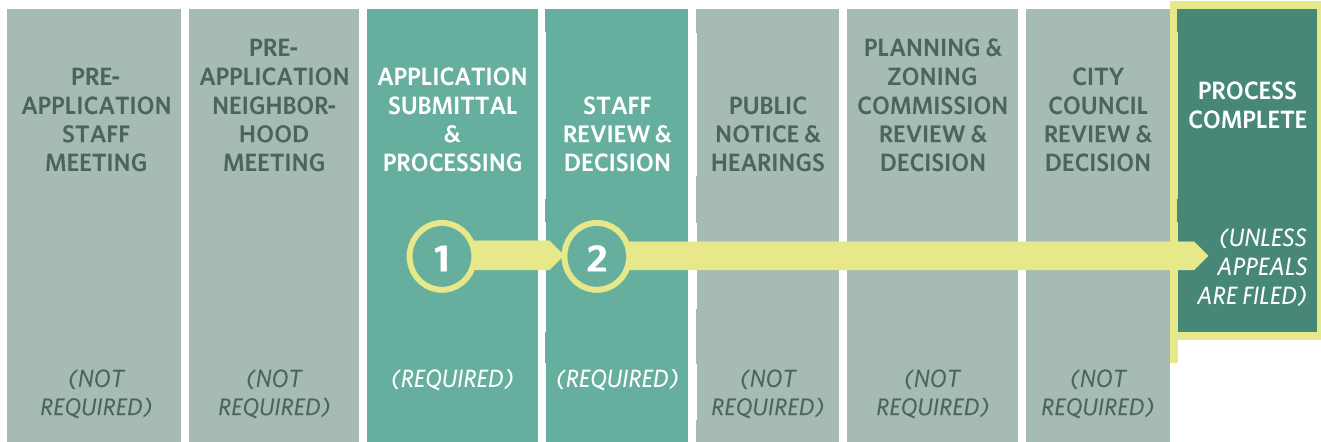 PRE-
APPLICATION
STAFF
MEETING
(NOT
REQUIRED)
PRE-
APPLICATION
NEIGHBOR-
HOOD
MEETING
(NOT
REQUIRED)
APPLICATION
SUBMITTAL
&
PROCESSING
1
(REQUIRED)
STAFF
REVIEW &
DECISION
2
(REQUIRED)
PUBLIC
NOTICE &
HEARINGS
(NOT
REQUIRED)
PLANNING &
ZONING
COMMISSION
REVIEW &
DECISION
(NOT
REQUIRED)
CITY
COUNCIL
REVIEW &
DECISION
(NOT
REQUIRED)
PROCESS
COMPLETE
(UNLESS
APPEALS
ARE FILED)